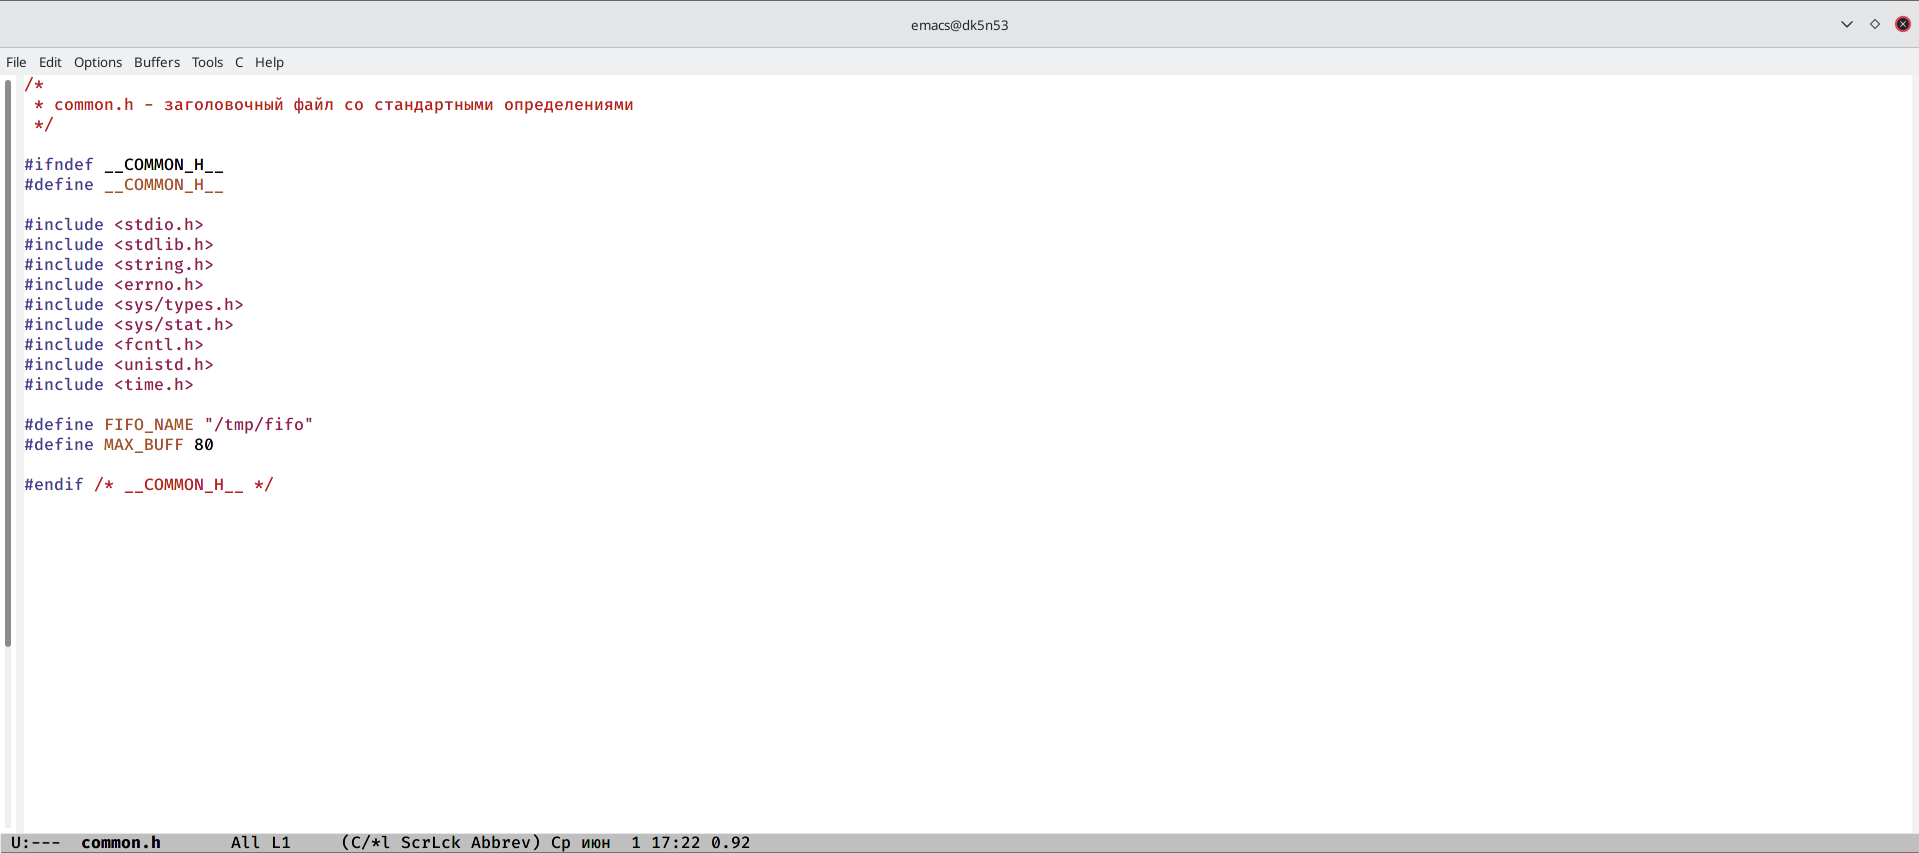 emacs@dk5n53
File Edit Options Buffers Tools C Help
/*
 * common.h - заголовочный файл со стандартными определениями
 */
#ifndef __COMMON_H__
#define __COMMON_H__
#include <stdio.h>
#include <stdlib.h>
#include <string.h>
#include <errno.h>
#include <sys/types.h>
#include <sys/stat.h>
#include <fcntl.h>
#include <unistd.h>
#include <time.h>
#define FIFO_NAME "/tmp/fifo"
#define MAX_BUFF 80
#endif /* __COMMON_H__ */
U:--- common.h All L1 (C/*l ScrLck Abbrev) Ср июн 1 17:22 0.92